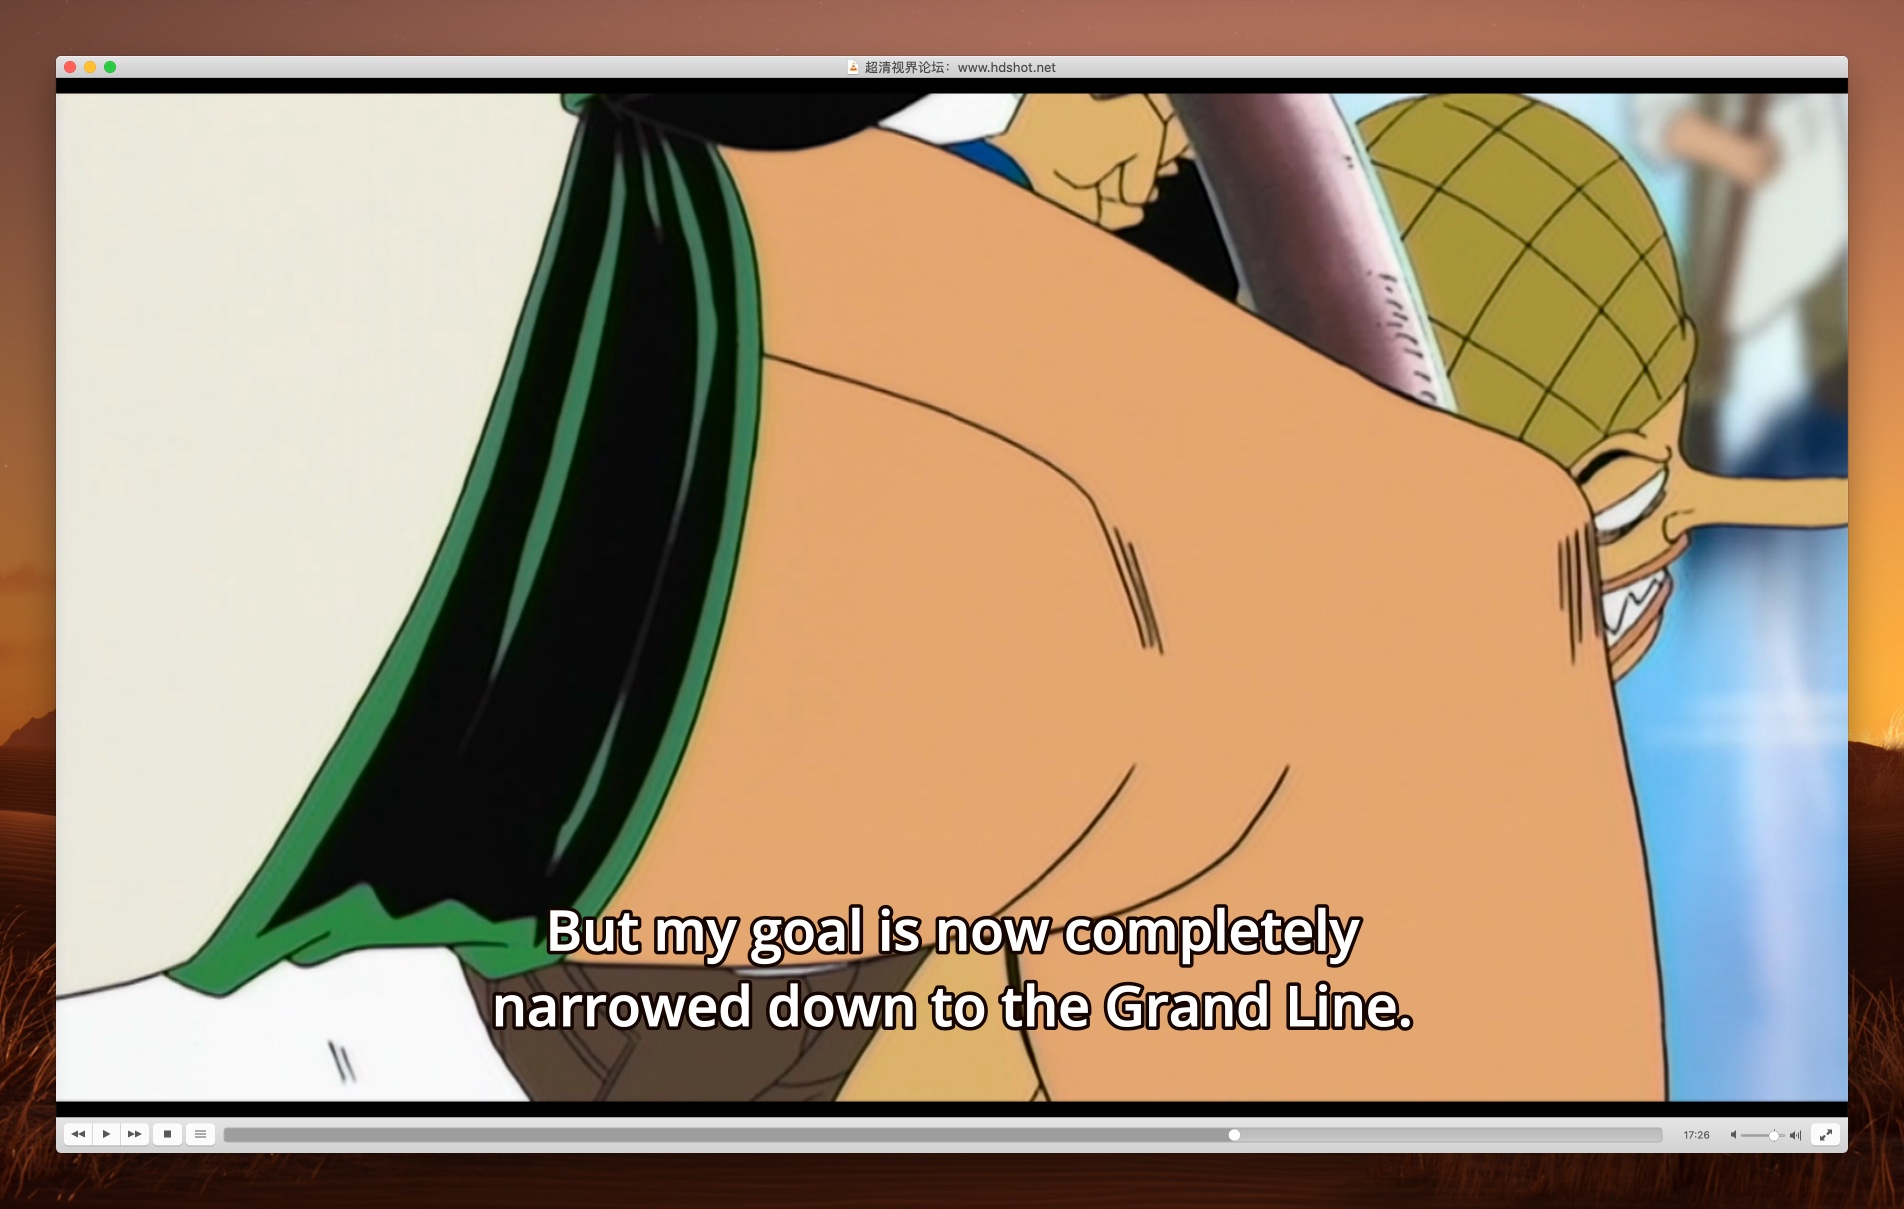 超清视界论坛：www.hdshot.net
But my goal is now completely
narrowed down to the Grand Line.
17:26